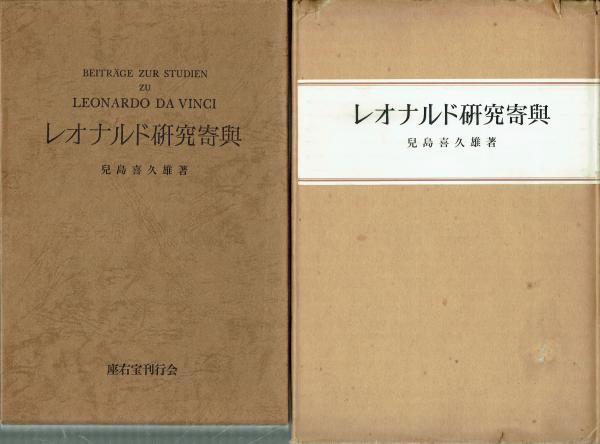 BEITRÄGE ZUR STUDIEN
ZU
LEONARDO DA VINCI
レオナルド研究寄與
兒島喜久雄著
座右宝刊行会
レオナルド研究寄與
兒島喜久雄著